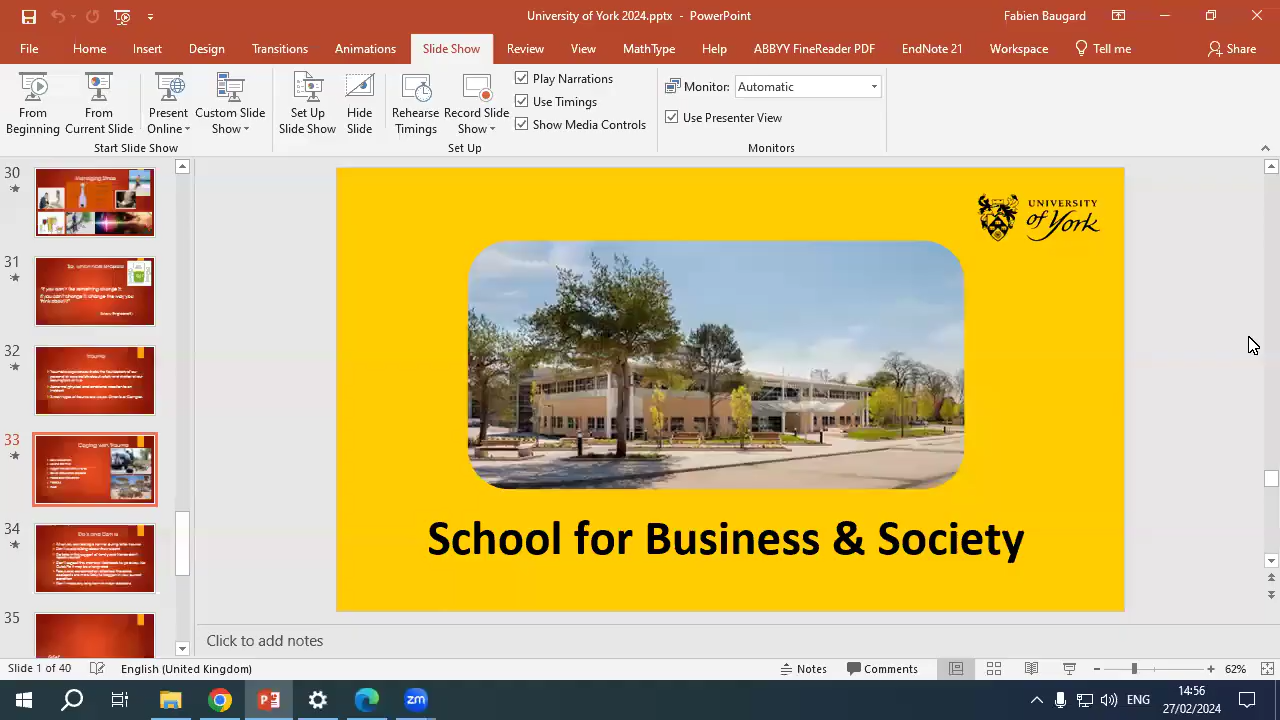 University of York 2024.pptx - PowerPoint
Fabien Baugard
File Home Insert Design Transitions Animations Slide Show Review View MathType Help ABBYY FineReader PDF EndNote 21 Workspace Tell me Share
From Beginning
From Current Slide
Present Online
Custom Slide Show
Set Up Slide Show
Hide Slide
Rehearse Timings
Record Slide Show
Play Narrations
Use Timings
Show Media Controls
Monitor: Automatic
Use Presenter View
Start Slide Show
Set Up
Monitors
30
31
32
Trauma
33
Coping with Trauma
34
35
UNIVERSITY
of York
School for Business & Society
Click to add notes
Slide 1 of 40
English (United Kingdom)
Notes
Comments
62%
zm
ENG
14:56
27/02/2024